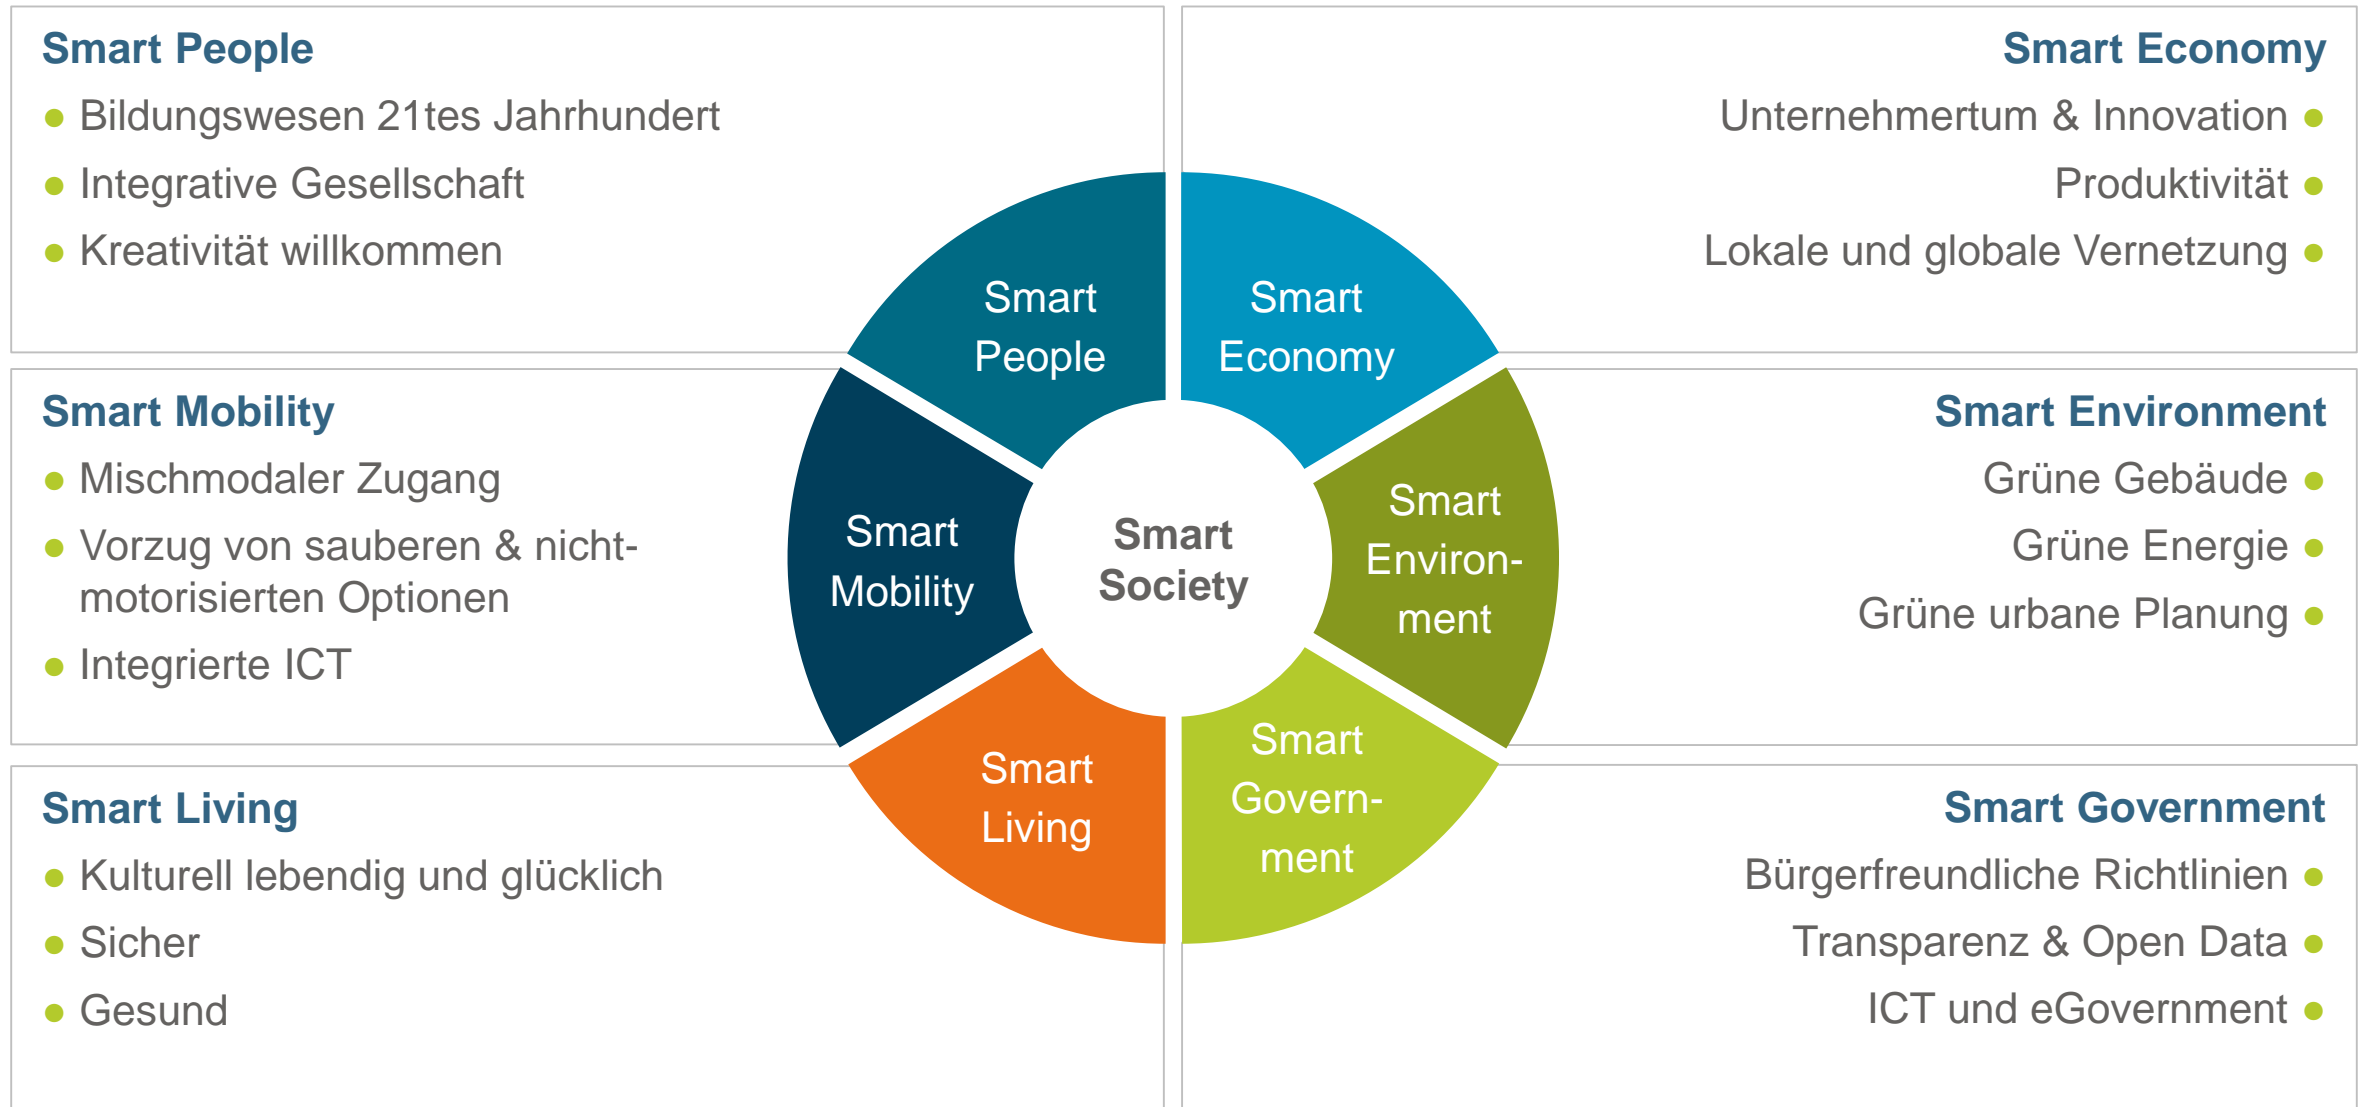 Smart People
Bildungswesen 21tes Jahrhundert
Integrative Gesellschaft
Kreativität willkommen
Smart Economy
Unternehmertum & Innovation
Produktivität
Lokale und globale Vernetzung
Smart Mobility
Mischmodaler Zugang
Vorzug von sauberen & nicht-
motorisierten Optionen
Integrierte ICT
Smart Environment
Grüne Gebäude
Grüne Energie
Grüne urbane Planung
Smart Living
Kulturell lebendig und glücklich
Sicher
Gesund
Smart Government
Bürgerfreundliche Richtlinien
Transparenz & Open Data
ICT und eGovernment
Smart
People
Smart
Economy
Smart
Mobility
Smart
Society
Smart
Environ-
ment
Smart
Living
Smart
Govern-
ment